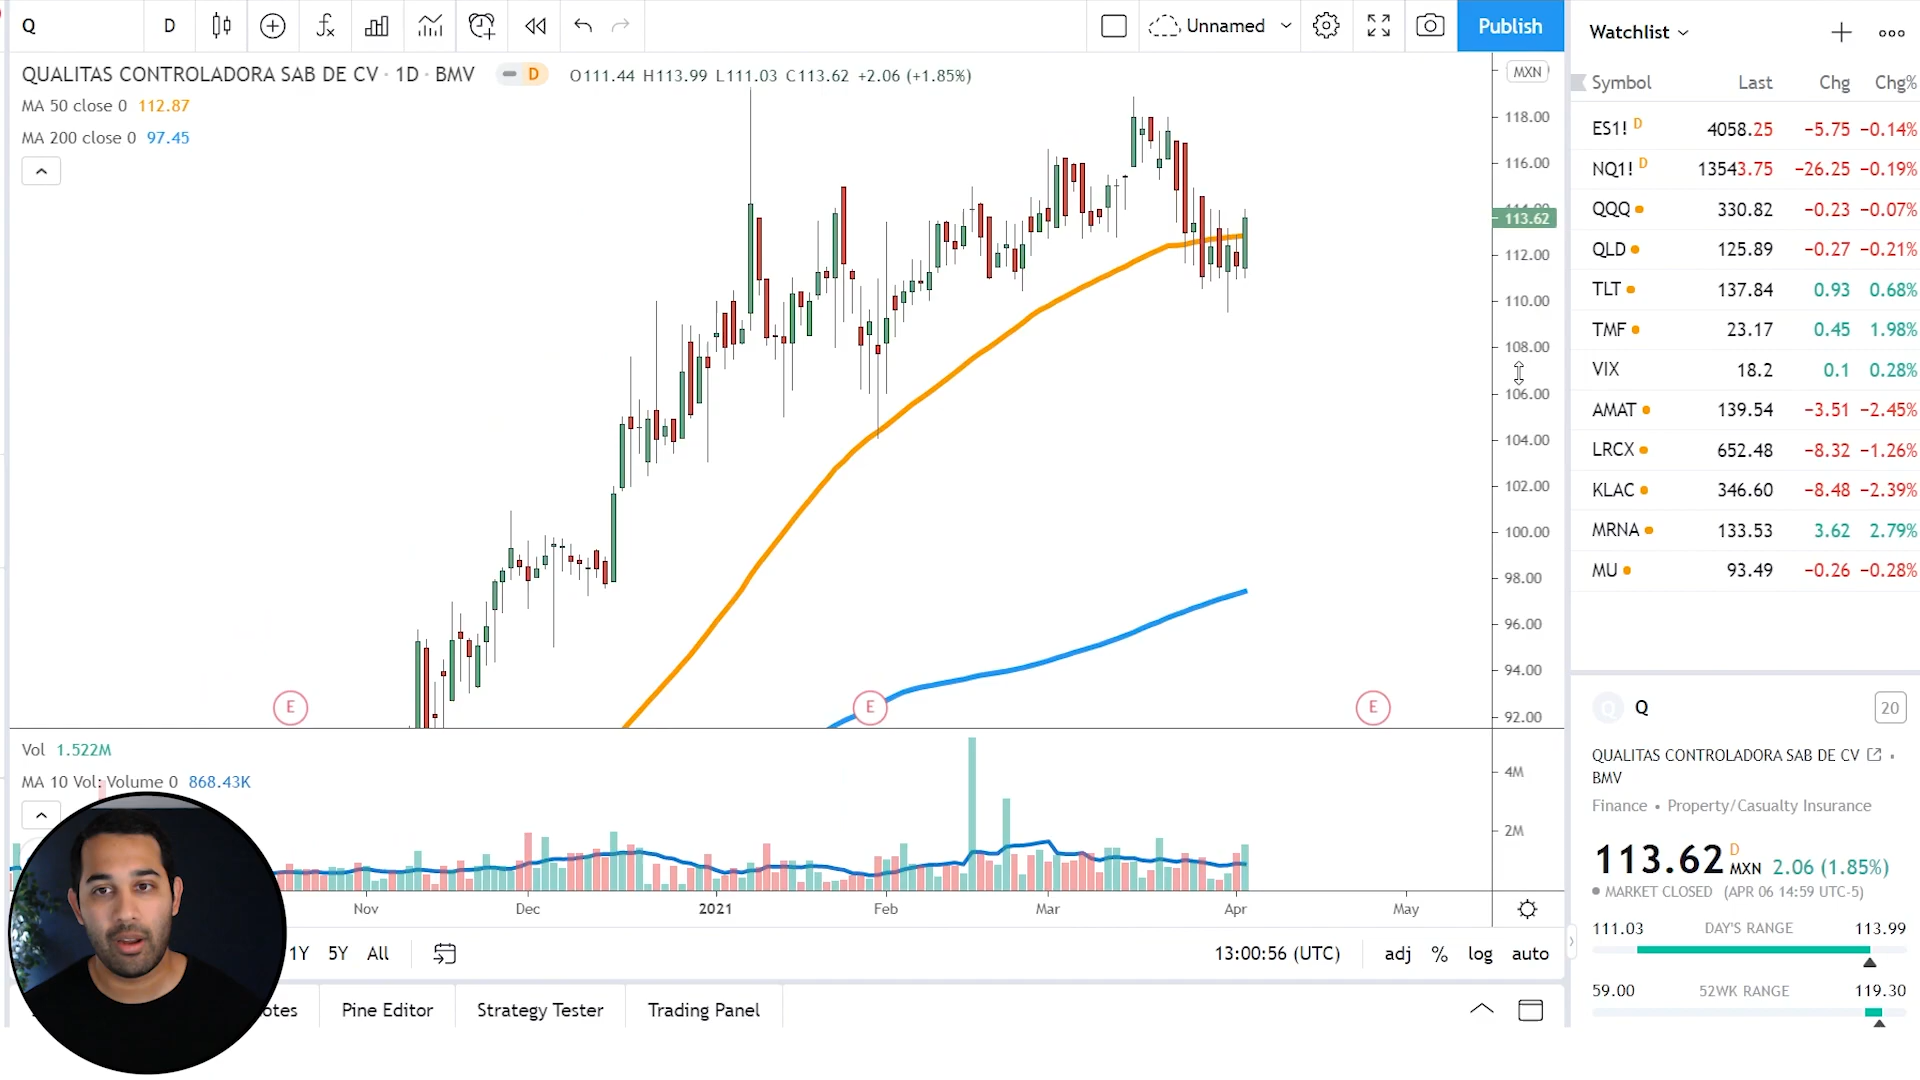 Q D Unnamed Publish
QUALITAS CONTROLADORA SAB DE CV · 1D · BMV D O111.44 H113.99 L111.03 C113.62 +2.06 (+1.85%)
MA 50 close 0 112.87
MA 200 close 0 97.45
MXN
118.00
116.00
113.62
112.00
110.00
108.00
106.00
104.00
102.00
100.00
98.00
96.00
94.00
92.00
E E E
Vol 1.522M
MA 10 Vol: Volume 0 868.43K
4M
2M
Nov Dec 2021 Feb Mar Apr May
1Y 5Y All 13:00:56 (UTC) adj % log auto
otes Pine Editor Strategy Tester Trading Panel
Watchlist
Symbol Last Chg Chg%
ES1! D 4058.25 −5.75 −0.14%
NQ1! D 13543.75 −26.25 −0.19%
QQQ 330.82 −0.23 −0.07%
QLD 125.89 −0.27 −0.21%
TLT 137.84 0.93 0.68%
TMF 23.17 0.45 1.98%
VIX 18.2 0.1 0.28%
AMAT 139.54 −3.51 −2.45%
LRCX 652.48 −8.32 −1.26%
KLAC 346.60 −8.48 −2.39%
MRNA 133.53 3.62 2.79%
MU 93.49 −0.26 −0.28%
Q Q 20
QUALITAS CONTROLADORA SAB DE CV ·
BMV
Finance • Property/Casualty Insurance
113.62 D MXN 2.06 (1.85%)
MARKET CLOSED (APR 06 14:59 UTC-5)
111.03 DAY'S RANGE 113.99
59.00 52WK RANGE 119.30